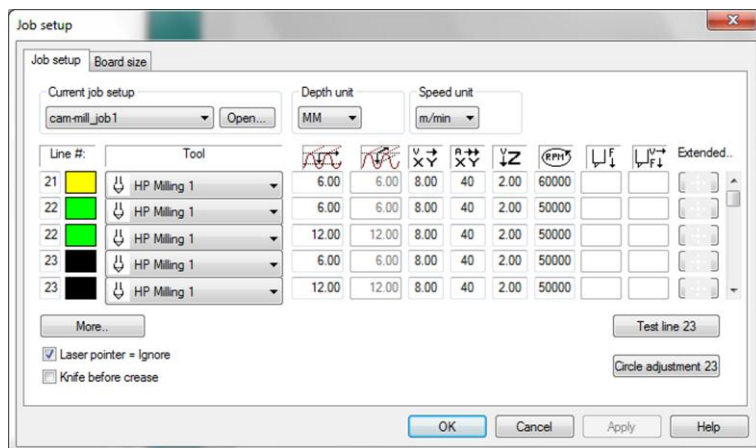 Job setup
Job setup Board size
Current job setup Depth unit Speed unit
cam-mill_job1 Open... MM m/min
Line #: Tool V XY A XY V Z RPM F V F Extended..
21 HP Milling 1 6.00 6.00 8.00 40 2.00 60000
22 HP Milling 1 6.00 6.00 8.00 40 2.00 50000
22 HP Milling 1 12.00 12.00 8.00 40 2.00 50000
23 HP Milling 1 6.00 6.00 8.00 40 2.00 50000
23 HP Milling 1 12.00 12.00 8.00 40 2.00 50000
More.. Test line 23
Laser pointer = Ignore
Knife before crease
Circle adjustment 23
OK Cancel Apply Help